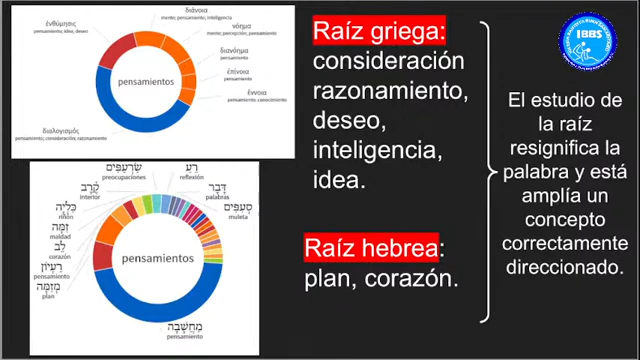 διάνοια
mente; pensamiento; inteligencia
ἐνθύμησις
pensamiento; idea; deseo
νόημα
mente; percepción; pensamiento
διανόημα
pensamiento
ἐπίνοια
pensamiento
ἔννοια
pensamiento; conocimiento
pensamientos
διαλογισμός
pensamiento; consideración; razonamiento
שַׂרְעַפִּים
preocupaciones
רֵעַ
reflexión
קֶרֶב
interior
דָּבָר
palabras
כִּלְיָה
riñón
סְעִפִּים
muleta
זִמָּה
maldad
לֵב
corazón
רַעְיוֹן
pensamiento
מְזִמָּה
plan
pensamientos
מַחֲשָׁבָה
pensamiento
Raíz griega:
consideración
razonamiento,
deseo,
inteligencia,
idea.
Raíz hebrea:
plan, corazón.
IBBS
El estudio de
la raíz
resignifica la
palabra y está
amplía un
concepto
correctamente
direccionado.